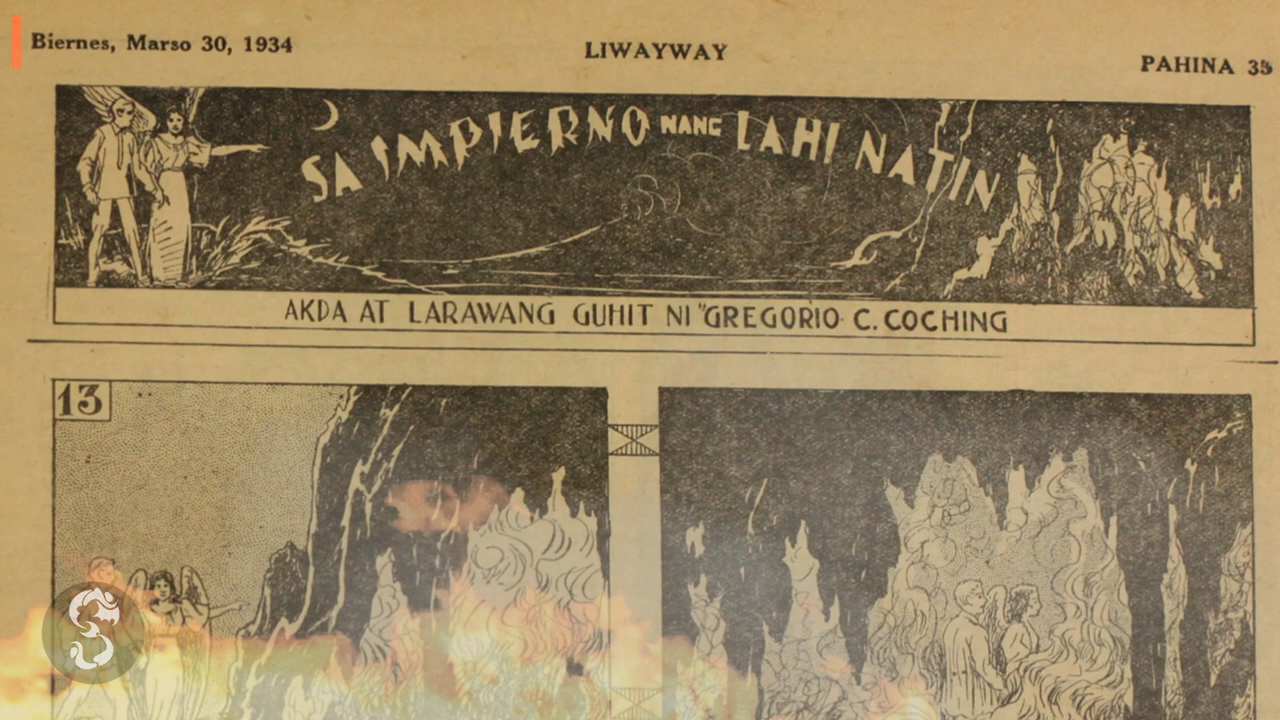 Biernes, Marso 30, 1934
LIWAYWAY
PAHINA 35
SA IMPIERNO NANG LAHI NATIN
AKDA AT LARAWANG GUHIT NI "GREGORIO C. COCHING
13